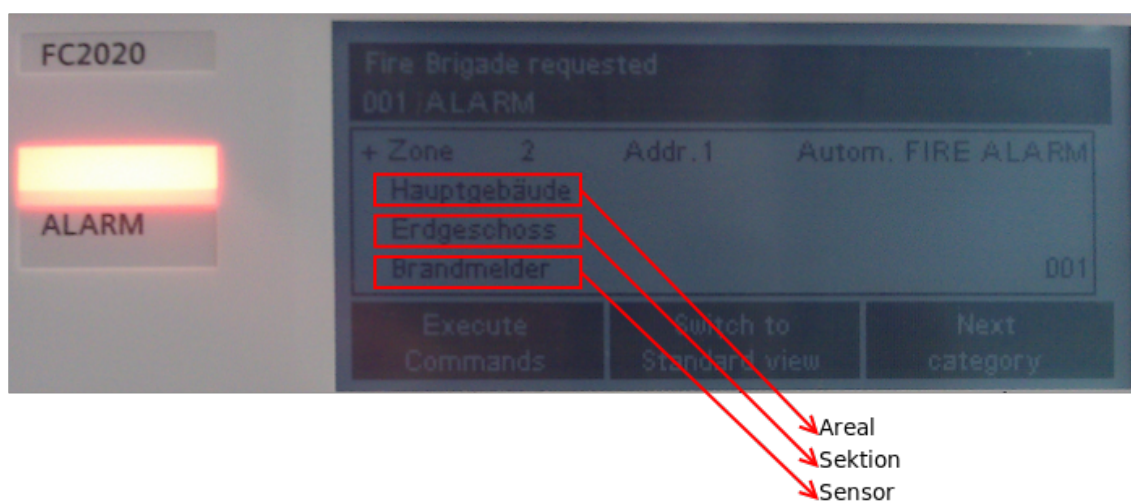 FC2020
ALARM
Fire Brigade requested
001 ALARM
+ Zone 2 Addr.1 Autom. FIRE ALARM
Hauptgebäude
Erdgeschoss
Brandmelder 001
Execute Commands
Switch to Standard view
Next category
Areal
Sektion
Sensor